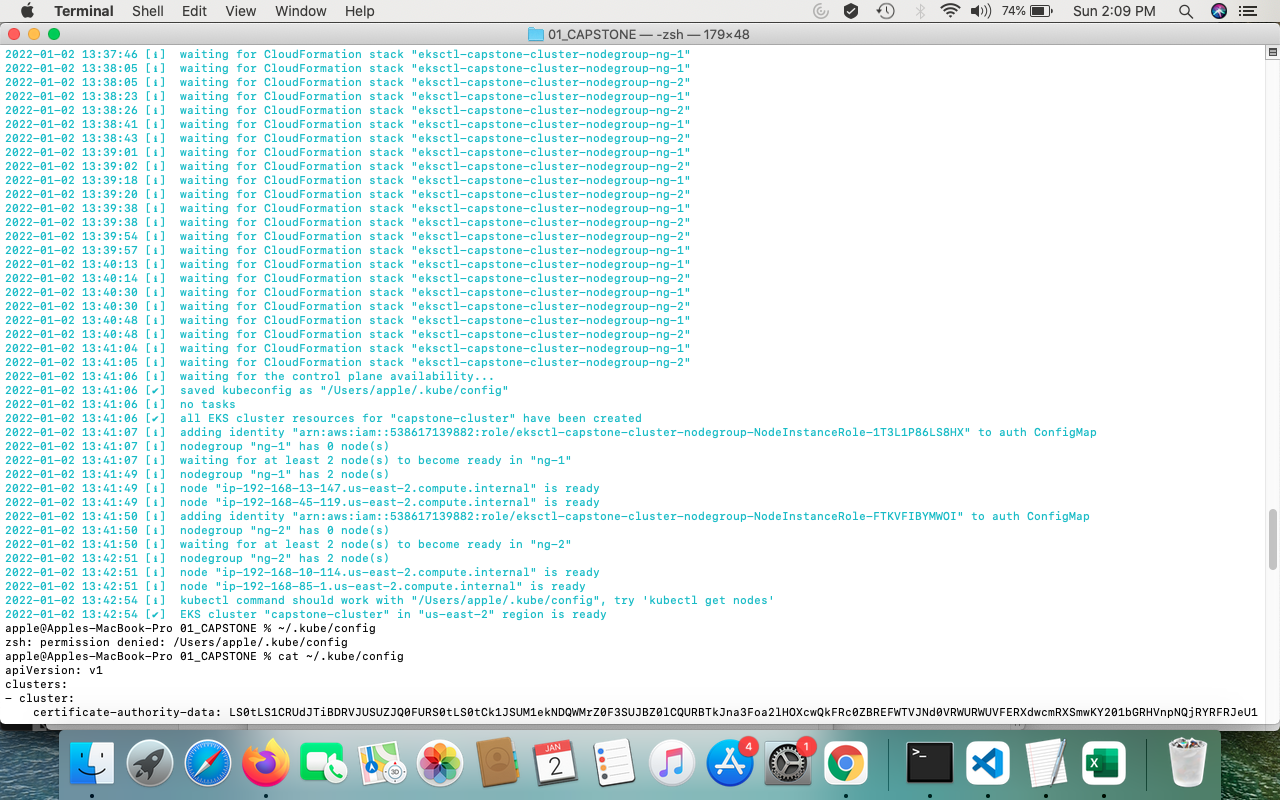 Terminal Shell Edit View Window Help 74% Sun 2:09 PM
01_CAPSTONE — -zsh — 179×48
2022-01-02 13:37:46 [ℹ]  waiting for CloudFormation stack "eksctl-capstone-cluster-nodegroup-ng-1"
2022-01-02 13:38:05 [ℹ]  waiting for CloudFormation stack "eksctl-capstone-cluster-nodegroup-ng-1"
2022-01-02 13:38:05 [ℹ]  waiting for CloudFormation stack "eksctl-capstone-cluster-nodegroup-ng-2"
2022-01-02 13:38:23 [ℹ]  waiting for CloudFormation stack "eksctl-capstone-cluster-nodegroup-ng-1"
2022-01-02 13:38:26 [ℹ]  waiting for CloudFormation stack "eksctl-capstone-cluster-nodegroup-ng-2"
2022-01-02 13:38:41 [ℹ]  waiting for CloudFormation stack "eksctl-capstone-cluster-nodegroup-ng-1"
2022-01-02 13:38:43 [ℹ]  waiting for CloudFormation stack "eksctl-capstone-cluster-nodegroup-ng-2"
2022-01-02 13:39:01 [ℹ]  waiting for CloudFormation stack "eksctl-capstone-cluster-nodegroup-ng-1"
2022-01-02 13:39:02 [ℹ]  waiting for CloudFormation stack "eksctl-capstone-cluster-nodegroup-ng-2"
2022-01-02 13:39:18 [ℹ]  waiting for CloudFormation stack "eksctl-capstone-cluster-nodegroup-ng-1"
2022-01-02 13:39:20 [ℹ]  waiting for CloudFormation stack "eksctl-capstone-cluster-nodegroup-ng-2"
2022-01-02 13:39:38 [ℹ]  waiting for CloudFormation stack "eksctl-capstone-cluster-nodegroup-ng-1"
2022-01-02 13:39:38 [ℹ]  waiting for CloudFormation stack "eksctl-capstone-cluster-nodegroup-ng-2"
2022-01-02 13:39:54 [ℹ]  waiting for CloudFormation stack "eksctl-capstone-cluster-nodegroup-ng-2"
2022-01-02 13:39:57 [ℹ]  waiting for CloudFormation stack "eksctl-capstone-cluster-nodegroup-ng-1"
2022-01-02 13:40:13 [ℹ]  waiting for CloudFormation stack "eksctl-capstone-cluster-nodegroup-ng-1"
2022-01-02 13:40:14 [ℹ]  waiting for CloudFormation stack "eksctl-capstone-cluster-nodegroup-ng-2"
2022-01-02 13:40:30 [ℹ]  waiting for CloudFormation stack "eksctl-capstone-cluster-nodegroup-ng-1"
2022-01-02 13:40:30 [ℹ]  waiting for CloudFormation stack "eksctl-capstone-cluster-nodegroup-ng-2"
2022-01-02 13:40:48 [ℹ]  waiting for CloudFormation stack "eksctl-capstone-cluster-nodegroup-ng-1"
2022-01-02 13:40:48 [ℹ]  waiting for CloudFormation stack "eksctl-capstone-cluster-nodegroup-ng-2"
2022-01-02 13:41:04 [ℹ]  waiting for CloudFormation stack "eksctl-capstone-cluster-nodegroup-ng-1"
2022-01-02 13:41:05 [ℹ]  waiting for CloudFormation stack "eksctl-capstone-cluster-nodegroup-ng-2"
2022-01-02 13:41:06 [ℹ]  waiting for the control plane availability...
2022-01-02 13:41:06 [✔]  saved kubeconfig as "/Users/apple/.kube/config"
2022-01-02 13:41:06 [ℹ]  no tasks
2022-01-02 13:41:06 [✔]  all EKS cluster resources for "capstone-cluster" have been created
2022-01-02 13:41:07 [ℹ]  adding identity "arn:aws:iam::538617139882:role/eksctl-capstone-cluster-nodegroup-NodeInstanceRole-1T3L1P86LS8HX" to auth ConfigMap
2022-01-02 13:41:07 [ℹ]  nodegroup "ng-1" has 0 node(s)
2022-01-02 13:41:07 [ℹ]  waiting for at least 2 node(s) to become ready in "ng-1"
2022-01-02 13:41:49 [ℹ]  nodegroup "ng-1" has 2 node(s)
2022-01-02 13:41:49 [ℹ]  node "ip-192-168-13-147.us-east-2.compute.internal" is ready
2022-01-02 13:41:49 [ℹ]  node "ip-192-168-45-119.us-east-2.compute.internal" is ready
2022-01-02 13:41:50 [ℹ]  adding identity "arn:aws:iam::538617139882:role/eksctl-capstone-cluster-nodegroup-NodeInstanceRole-FTKVFIBYMWOI" to auth ConfigMap
2022-01-02 13:41:50 [ℹ]  nodegroup "ng-2" has 0 node(s)
2022-01-02 13:41:50 [ℹ]  waiting for at least 2 node(s) to become ready in "ng-2"
2022-01-02 13:42:51 [ℹ]  nodegroup "ng-2" has 2 node(s)
2022-01-02 13:42:51 [ℹ]  node "ip-192-168-10-114.us-east-2.compute.internal" is ready
2022-01-02 13:42:51 [ℹ]  node "ip-192-168-85-1.us-east-2.compute.internal" is ready
2022-01-02 13:42:54 [ℹ]  kubectl command should work with "/Users/apple/.kube/config", try 'kubectl get nodes'
2022-01-02 13:42:54 [✔]  EKS cluster "capstone-cluster" in "us-east-2" region is ready
apple@Apples-MacBook-Pro 01_CAPSTONE % ~/.kube/config
zsh: permission denied: /Users/apple/.kube/config
apple@Apples-MacBook-Pro 01_CAPSTONE % cat ~/.kube/config
apiVersion: v1
clusters:
- cluster:
    certificate-authority-data:
4
1
JAN
2
3D
>_
X